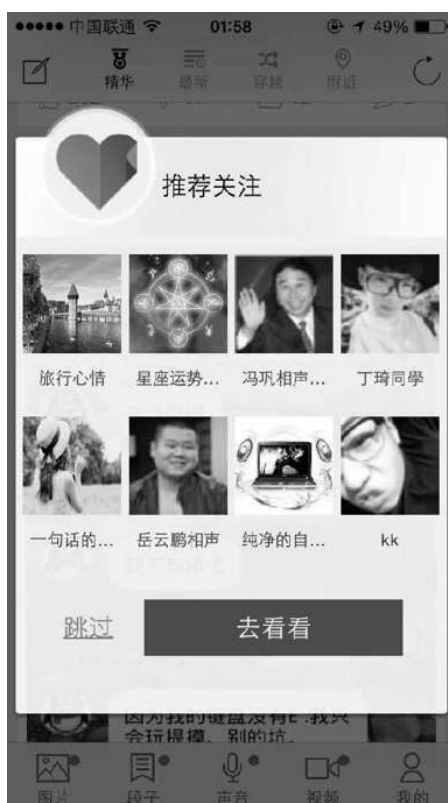 中国联通 01:58 49%
精华 最新 穿越 附近
推荐关注
旅行心情 星座运势... 冯巩相声... 丁琦同學
一句话的... 岳云鹏相声 纯净的自... kk
跳过 去看看
因为我的键盘没有E.我只
会玩提摸。别的坑。
图片 段子 声音 视频 我的